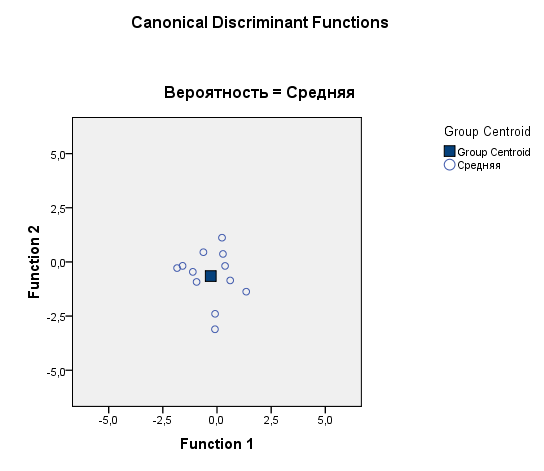 Canonical Discriminant Functions
Вероятность = Средняя
Group Centroid
Group Centroid
Средняя
5,0
2,5
0,0
-2,5
-5,0
Function 2
-5,0
-2,5
0,0
2,5
5,0
Function 1